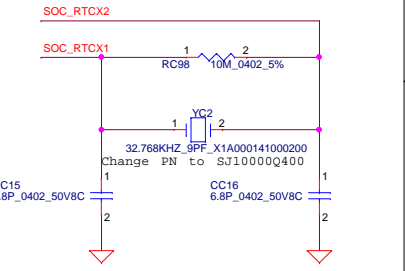 SOC_RTCX2
SOC_RTCX1
1 2
RC98 10M_0402_5%
YC2
1 2
32.768KHZ_9PF_X1A000141000200
Change PN to SJ10000Q400
C15 1
.8P_0402_50V8C
2
CC16 1
6.8P_0402_50V8C
2